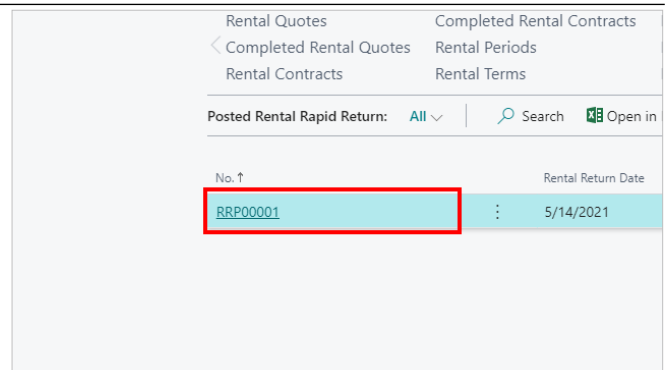 Rental Quotes Completed Rental Contracts
Completed Rental Quotes Rental Periods
Rental Contracts Rental Terms
Posted Rental Rapid Return: All Search Open in
No. ↑ Rental Return Date
RRP00001 5/14/2021